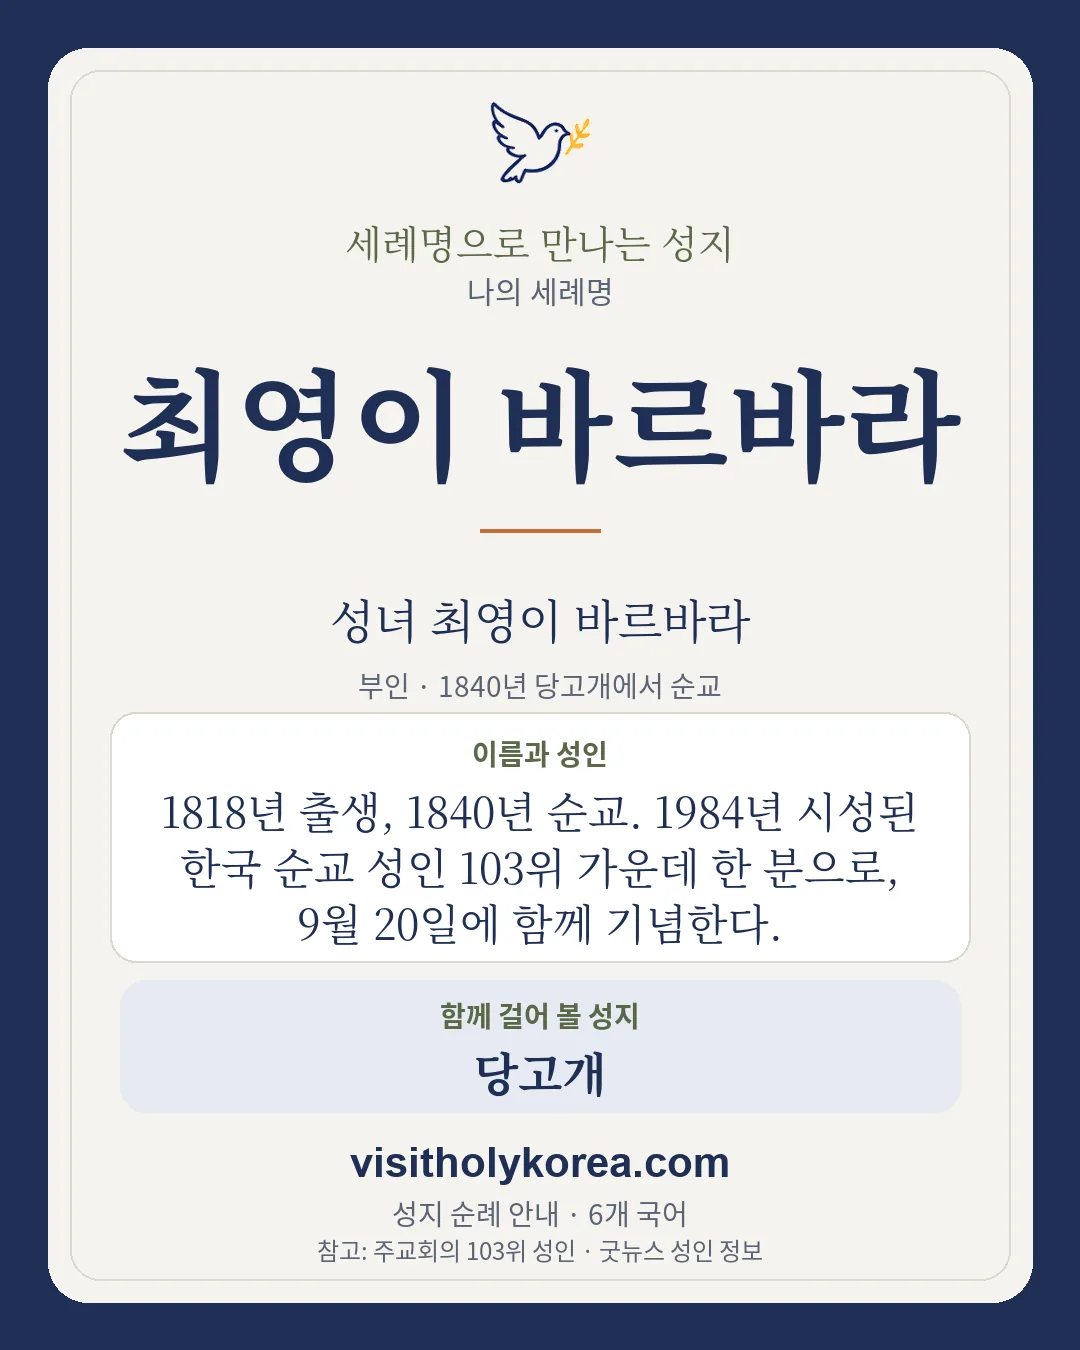 세례명으로 만나는 성지
나의 세례명
최영이 바르바라
성녀 최영이 바르바라
부인 · 1840년 당고개에서 순교
이름과 성인
1818년 출생, 1840년 순교. 1984년 시성된
한국 순교 성인 103위 가운데 한 분으로,
9월 20일에 함께 기념한다.
함께 걸어 볼 성지
당고개
visitholykorea.com
성지 순례 안내 · 6개 국어
참고: 주교회의 103위 성인 · 굿뉴스 성인 정보